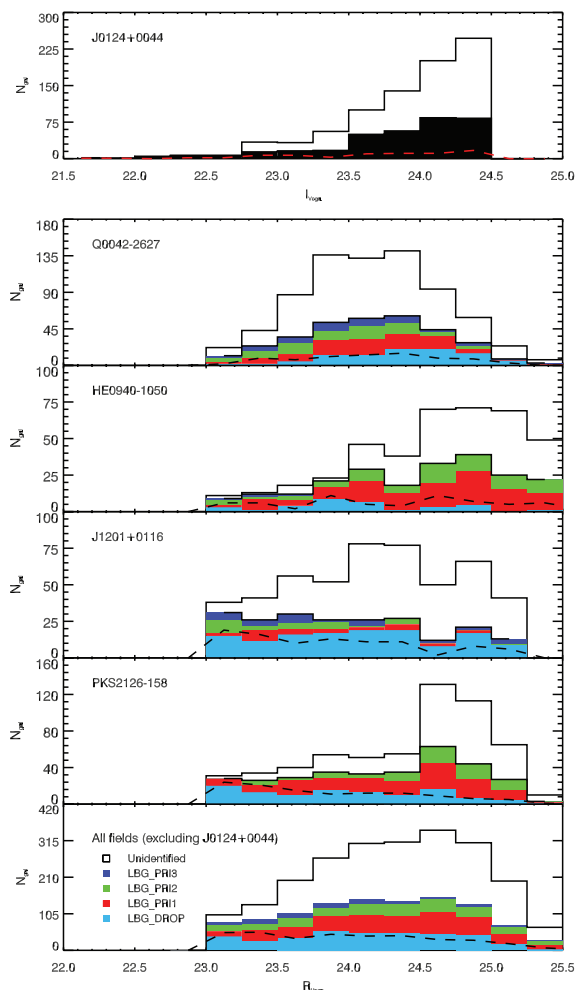 300
225
150
75
0
N_gal
J0124+0044
21.5 22.0 22.5 23.0 23.5 24.0 24.5 25.0
I_Vega
180
135
90
45
0
N_gal
Q0042-2627
100
75
50
25
0
N_gal
HE0940-1050
100
75
50
25
0
N_gal
J1201+0116
160
120
80
40
0
N_gal
PKS2126-158
420
315
210
105
0
N_gal
All fields (excluding J0124+0044)
Unidentified
LBG_PRI3
LBG_PRI2
LBG_PRI1
LBG_DROP
22.0 22.5 23.0 23.5 24.0 24.5 25.0 25.5
R_Vega